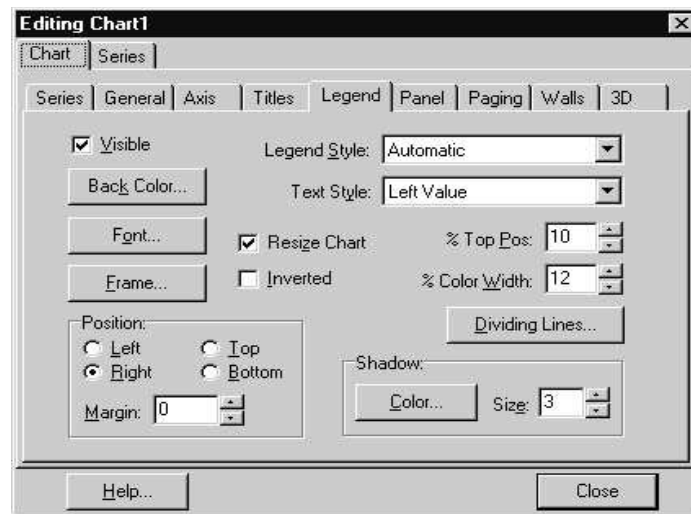 Editing Chart1
Chart Series
Series General Axis Titles Legend Panel Paging Walls 3D
Visible
Legend Style: Automatic
Back Color...
Text Style: Left Value
Font...
Resize Chart
% Top Pos: 10
Frame...
Inverted
% Color Width: 12
Dividing Lines...
Position:
Left Top
Right Bottom
Margin: 0
Shadow:
Color... Size: 3
Help... Close